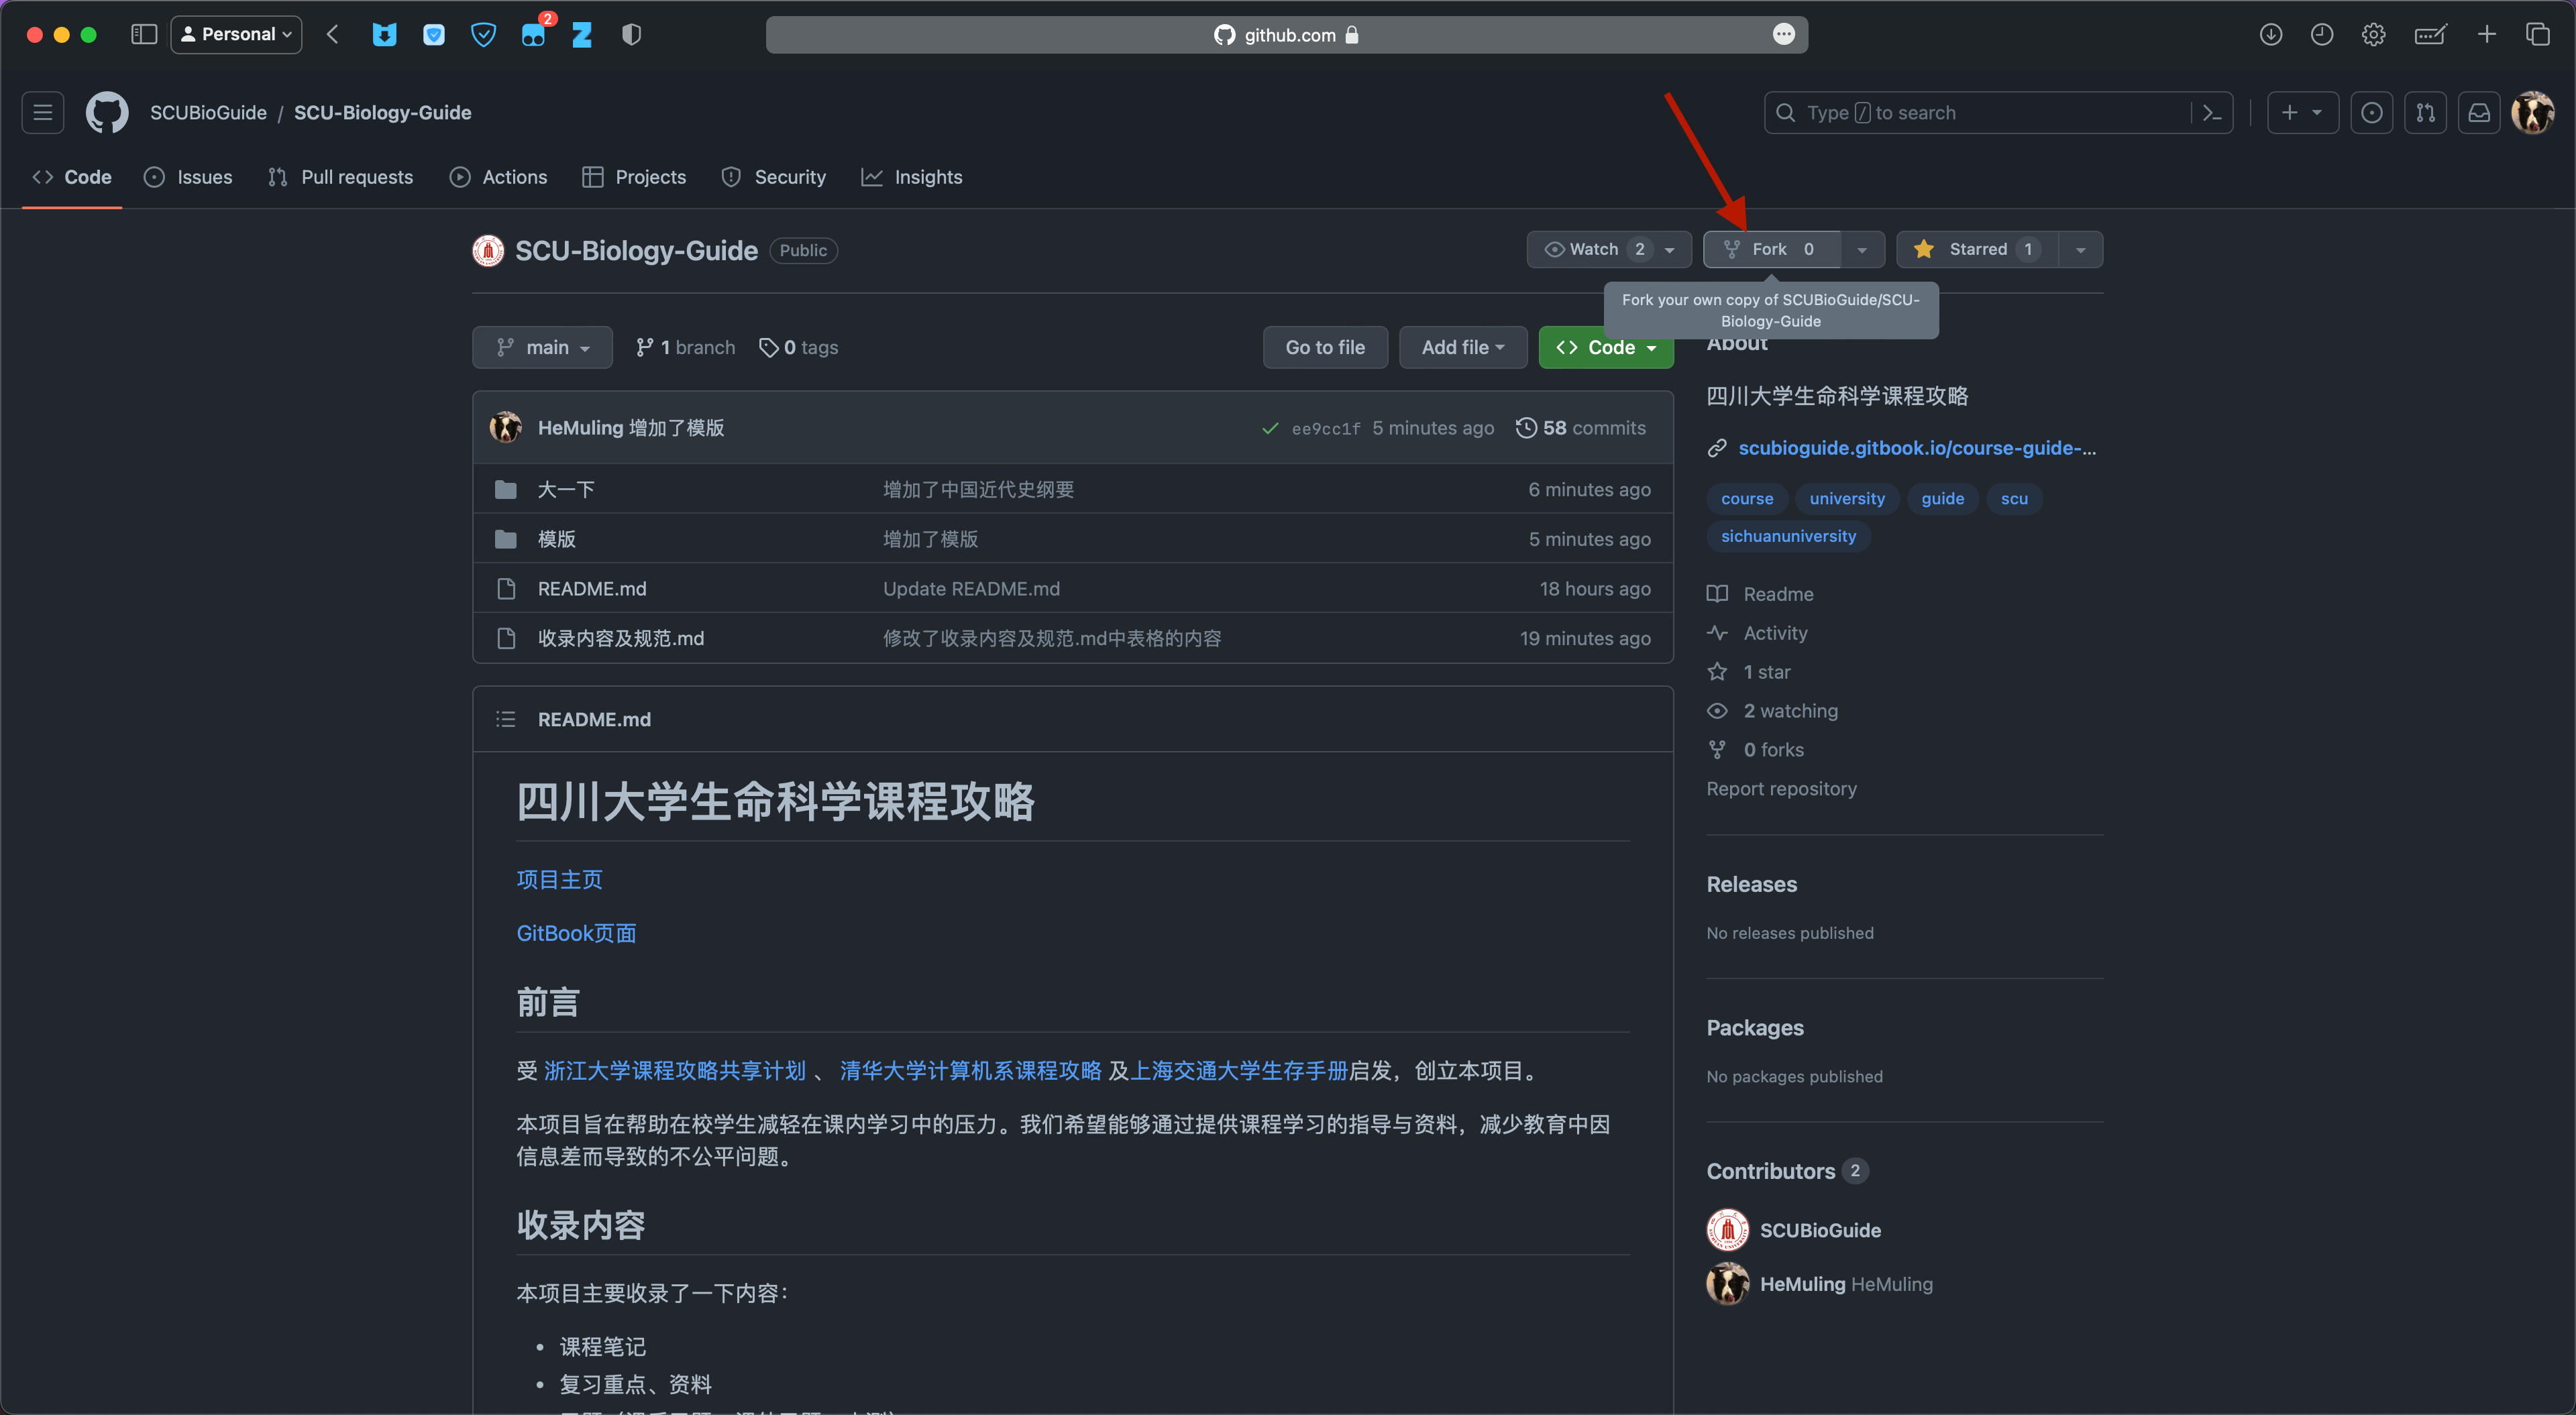 Personal
2
github.com
SCUBioGuide / SCU-Biology-Guide
Type / to search
Code
Issues
Pull requests
Actions
Projects
Security
Insights
SCU-Biology-Guide Public
Watch 2
Fork 0
Starred 1
Fork your own copy of SCUBioGuide/SCU-
Biology-Guide
main
1 branch
0 tags
Go to file
Add file
Code
HeMuling 增加了模版
ee9cc1f 5 minutes ago
58 commits
大一下 增加了中国近代史纲要 6 minutes ago
模版 增加了模版 5 minutes ago
README.md Update README.md 18 hours ago
收录内容及规范.md 修改了收录内容及规范.md中表格的内容 19 minutes ago
README.md
四川大学生命科学课程攻略
项目主页
GitBook页面
前言
受 浙江大学课程攻略共享计划 、 清华大学计算机系课程攻略 及上海交通大学生存手册启发，创立本项目。
本项目旨在帮助在校学生减轻在课内学习中的压力。我们希望能够通过提供课程学习的指导与资料，减少教育中因
信息差而导致的不公平问题。
收录内容
本项目主要收录了一下内容：
• 课程笔记
• 复习重点、资料
About
四川大学生命科学课程攻略
scubioguide.gitbook.io/course-guide-...
course university guide scu
sichuanuniversity
Readme
Activity
1 star
2 watching
0 forks
Report repository
Releases
No releases published
Packages
No packages published
Contributors 2
SCUBioGuide
HeMuling HeMuling